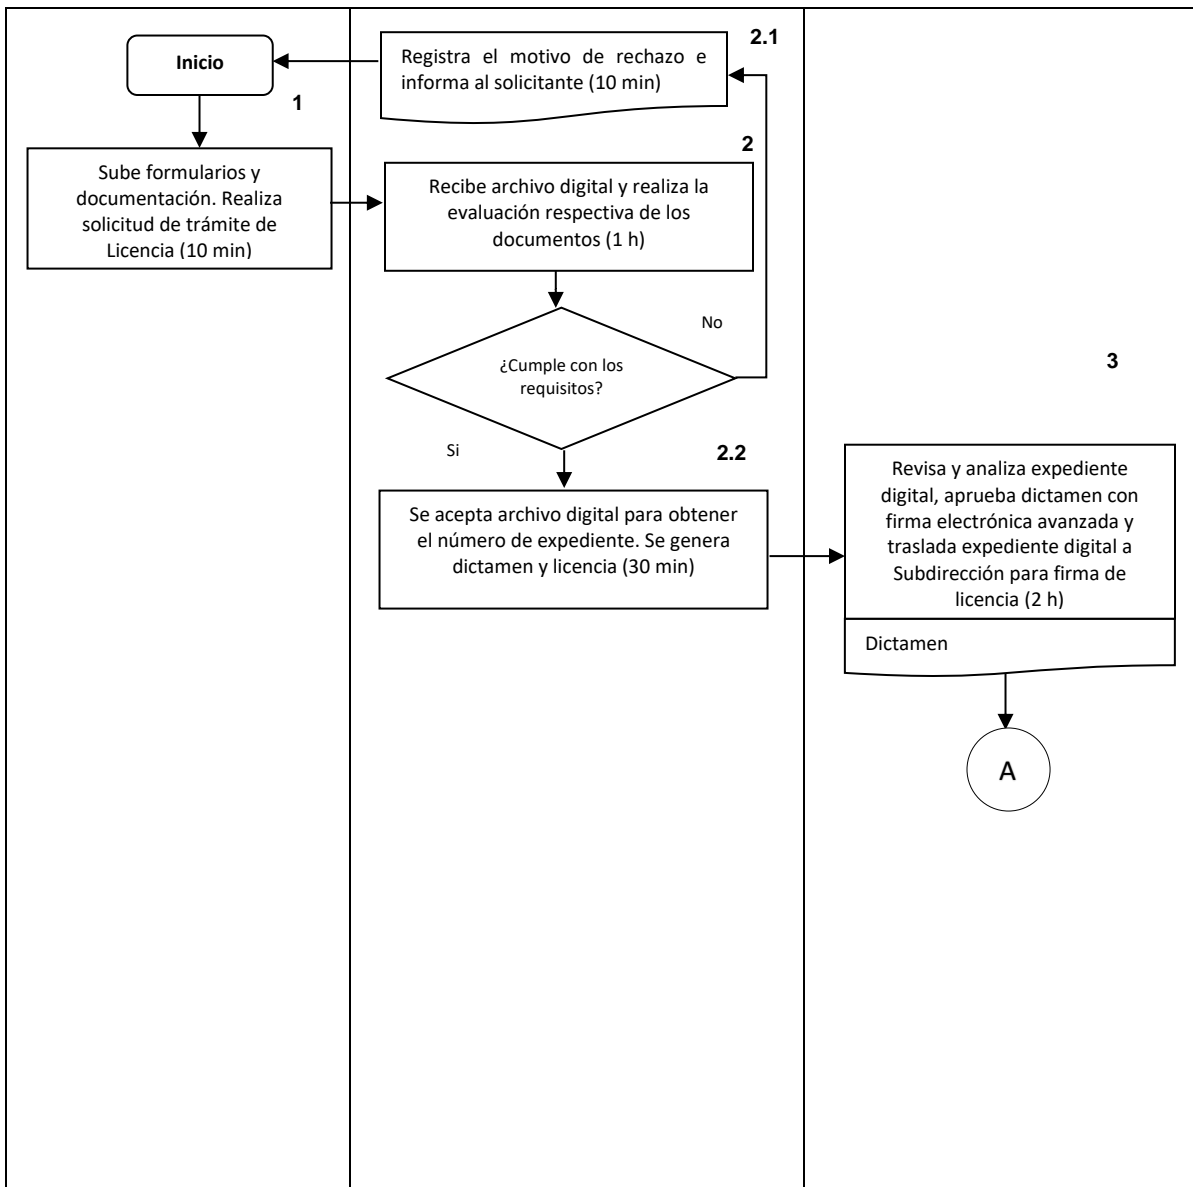 Inicio
1
Sube formularios y
documentación. Realiza
solicitud de trámite de
Licencia (10 min)
2.1
Registra el motivo de rechazo e
informa al solicitante (10 min)
2
Recibe archivo digital y realiza la
evaluación respectiva de los
documentos (1 h)
No
¿Cumple con los
requisitos?
Si
2.2
Se acepta archivo digital para obtener
el número de expediente. Se genera
dictamen y licencia (30 min)
3
Revisa y analiza expediente
digital, aprueba dictamen con
firma electrónica avanzada y
traslada expediente digital a
Subdirección para firma de
licencia (2 h)
Dictamen
A